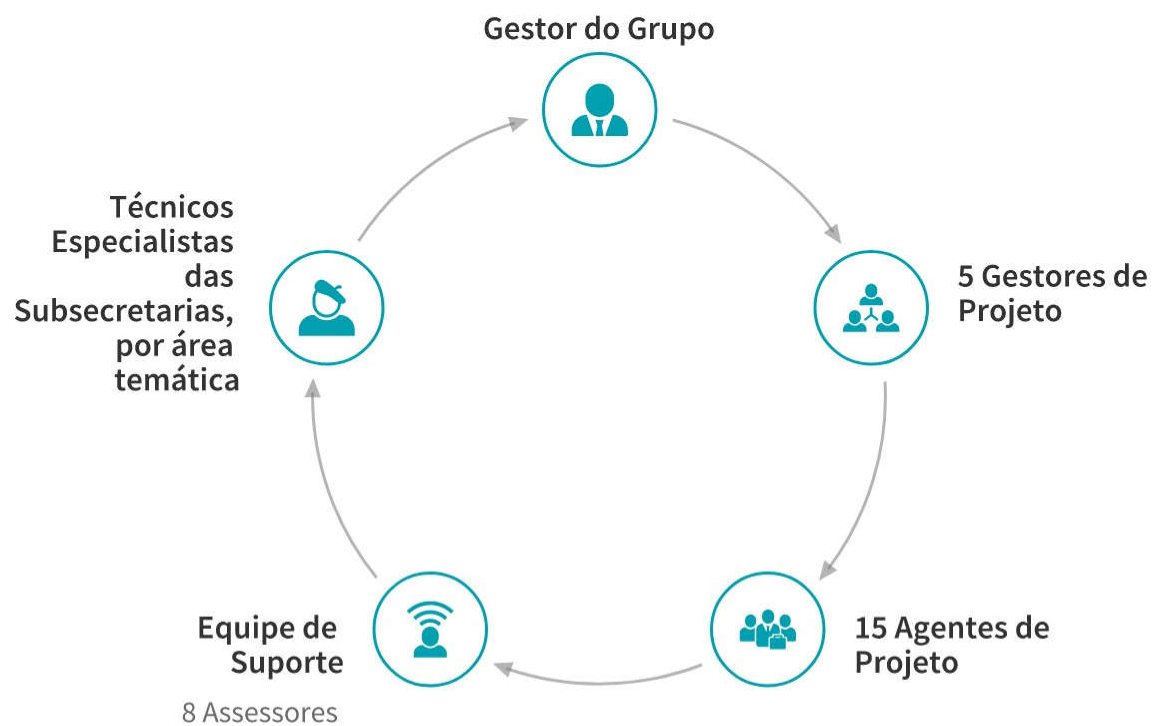 Gestor do Grupo
5 Gestores de
Projeto
15 Agentes de
Projeto
Equipe de
Suporte
8 Assessores
Técnicos
Especialistas
das
Subsecretarias,
por área
temática